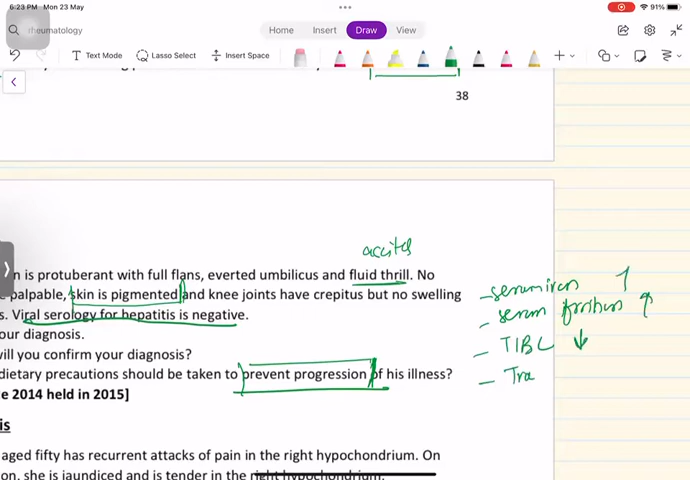 6:23 PM Mon 23 May
91%
rheumatology
Home Insert Draw View
Text Mode Lasso Select Insert Space
38
ascites
n is protuberant with full flans, everted umbilicus and fluid thrill. No
palpable, skin is pigmented and knee joints have crepitus but no swelling
s. Viral serology for hepatitis is negative.
our diagnosis.
will you confirm your diagnosis?
dietary precautions should be taken to prevent progression of his illness?
e 2014 held in 2015]
- serum iron ↑
- serum ferritin ↑
- TIBC ↓
- Tra
is
aged fifty has recurrent attacks of pain in the right hypochondrium. On
on, she is jaundiced and is tender in the right hypochondrium.